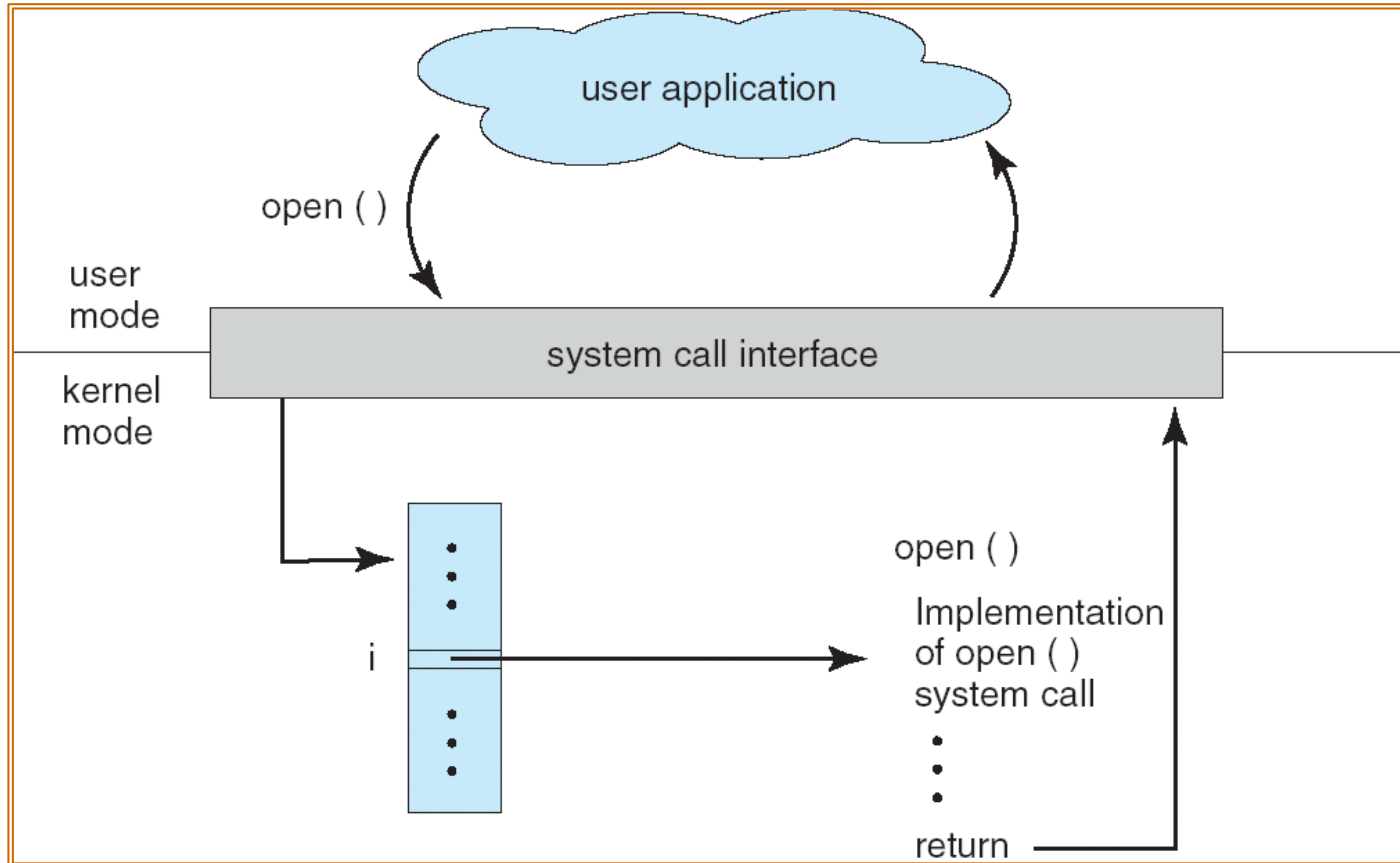 user application
open ( )
user
mode
system call interface
kernel
mode
open ( )
i
Implementation
of open ( )
system call
return